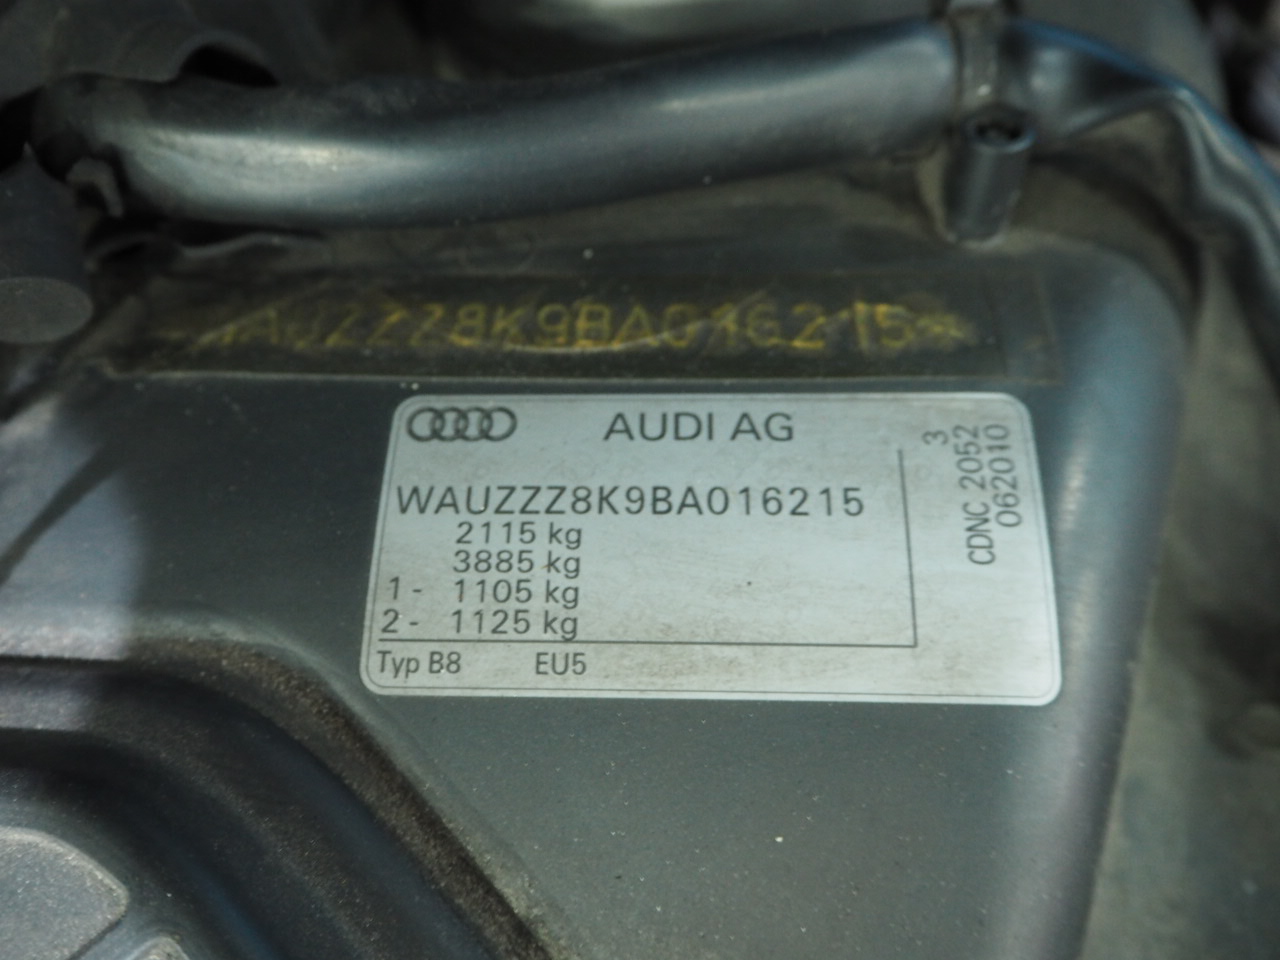 WAUZZZ8K9BA016215*
AUDI AG
WAUZZZ8K9BA016215
2115 kg
3885 kg
1 - 1105 kg
2 - 1125 kg
Typ B8 EU5
3
CDNC 2052
062010